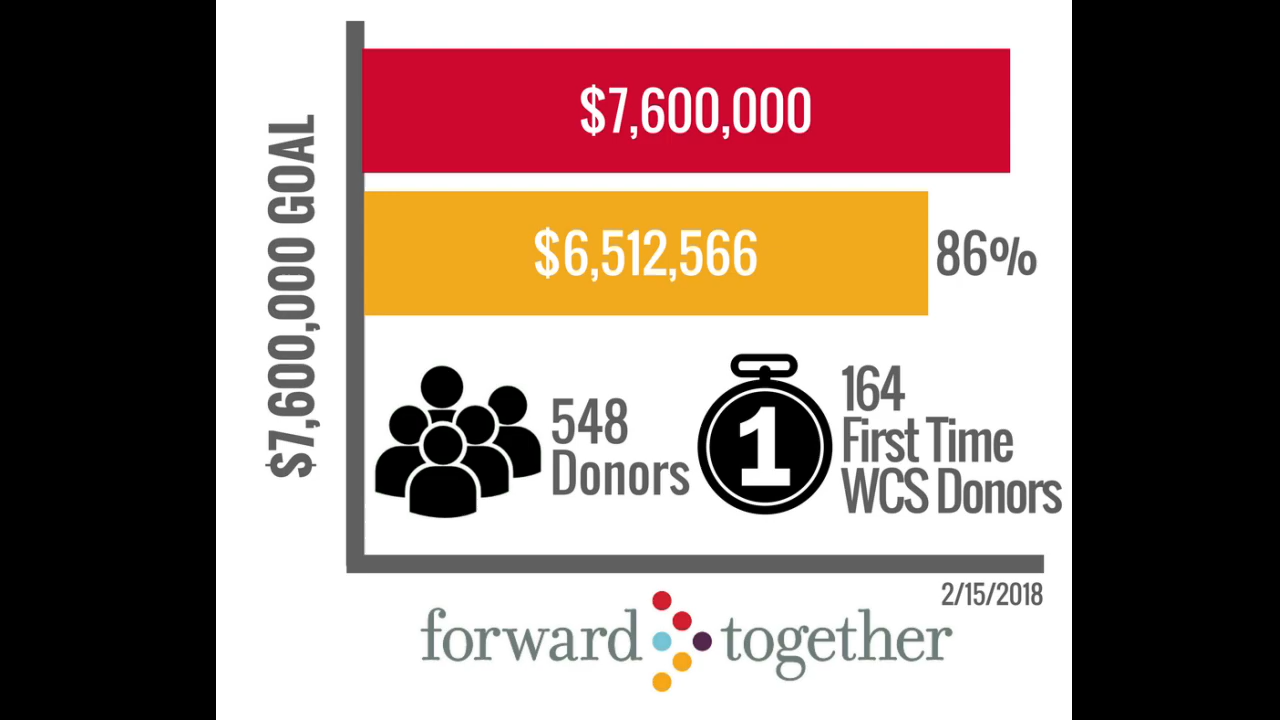 $7,600,000 GOAL
$7,600,000
$6,512,566
86%
548
Donors
1
164
First Time
WCS Donors
2/15/2018
forward together